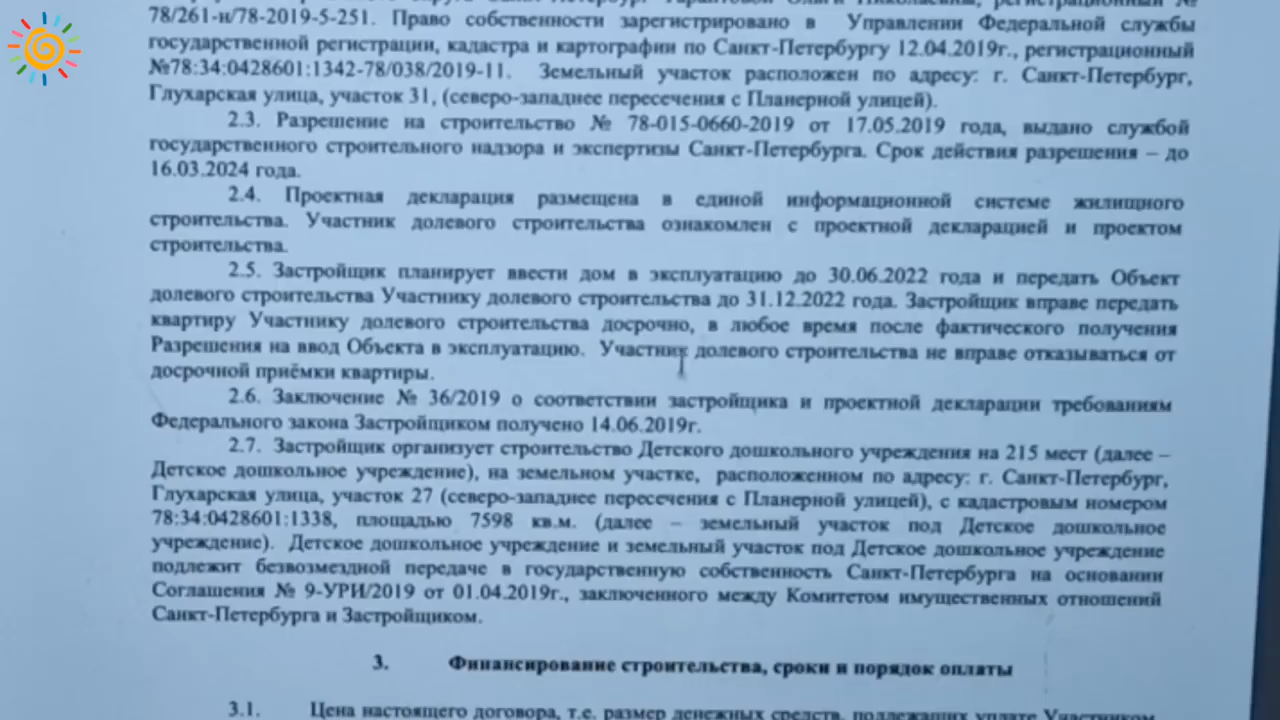 78/261-н/78-2019-5-251. Право собственности зарегистрировано в Управлении Федеральной службы
государственной регистрации, кадастра и картографии по Санкт-Петербургу 12.04.2019г., регистрационный
№78:34:0428601:1342-78/038/2019-11. Земельный участок расположен по адресу: г. Санкт-Петербург,
Глухарская улица, участок 31, (северо-западнее пересечения с Планерной улицей).
2.3. Разрешение на строительство № 78-015-0660-2019 от 17.05.2019 года, выдано службой
государственного строительного надзора и экспертизы Санкт-Петербурга. Срок действия разрешения – до
16.03.2024 года.
2.4. Проектная декларация размещена в единой информационной системе жилищного
строительства. Участник долевого строительства ознакомлен с проектной декларацией и проектом
строительства.
2.5. Застройщик планирует ввести дом в эксплуатацию до 30.06.2022 года и передать Объект
долевого строительства Участнику долевого строительства до 31.12.2022 года. Застройщик вправе передать
квартиру Участнику долевого строительства досрочно, в любое время после фактического получения
Разрешения на ввод Объекта в эксплуатацию. Участник долевого строительства не вправе отказываться от
досрочной приёмки квартиры.
2.6. Заключение № 36/2019 о соответствии застройщика и проектной декларации требованиям
Федерального закона Застройщиком получено 14.06.2019г.
2.7. Застройщик организует строительство Детского дошкольного учреждения на 215 мест (далее –
Детское дошкольное учреждение), на земельном участке, расположенном по адресу: г. Санкт-Петербург,
Глухарская улица, участок 27 (северо-западнее пересечения с Планерной улицей), с кадастровым номером
78:34:0428601:1338, площадью 7598 кв.м. (далее – земельный участок под Детское дошкольное
учреждение). Детское дошкольное учреждение и земельный участок под Детское дошкольное учреждение
подлежит безвозмездной передаче в государственную собственность Санкт-Петербурга на основании
Соглашения № 9-УРИ/2019 от 01.04.2019г., заключенного между Комитетом имущественных отношений
Санкт-Петербурга и Застройщиком.
3. Финансирование строительства, сроки и порядок оплаты
3.1. Цена настоящего договора, т.е. размер денежных средств, подлежащих уплате Участником